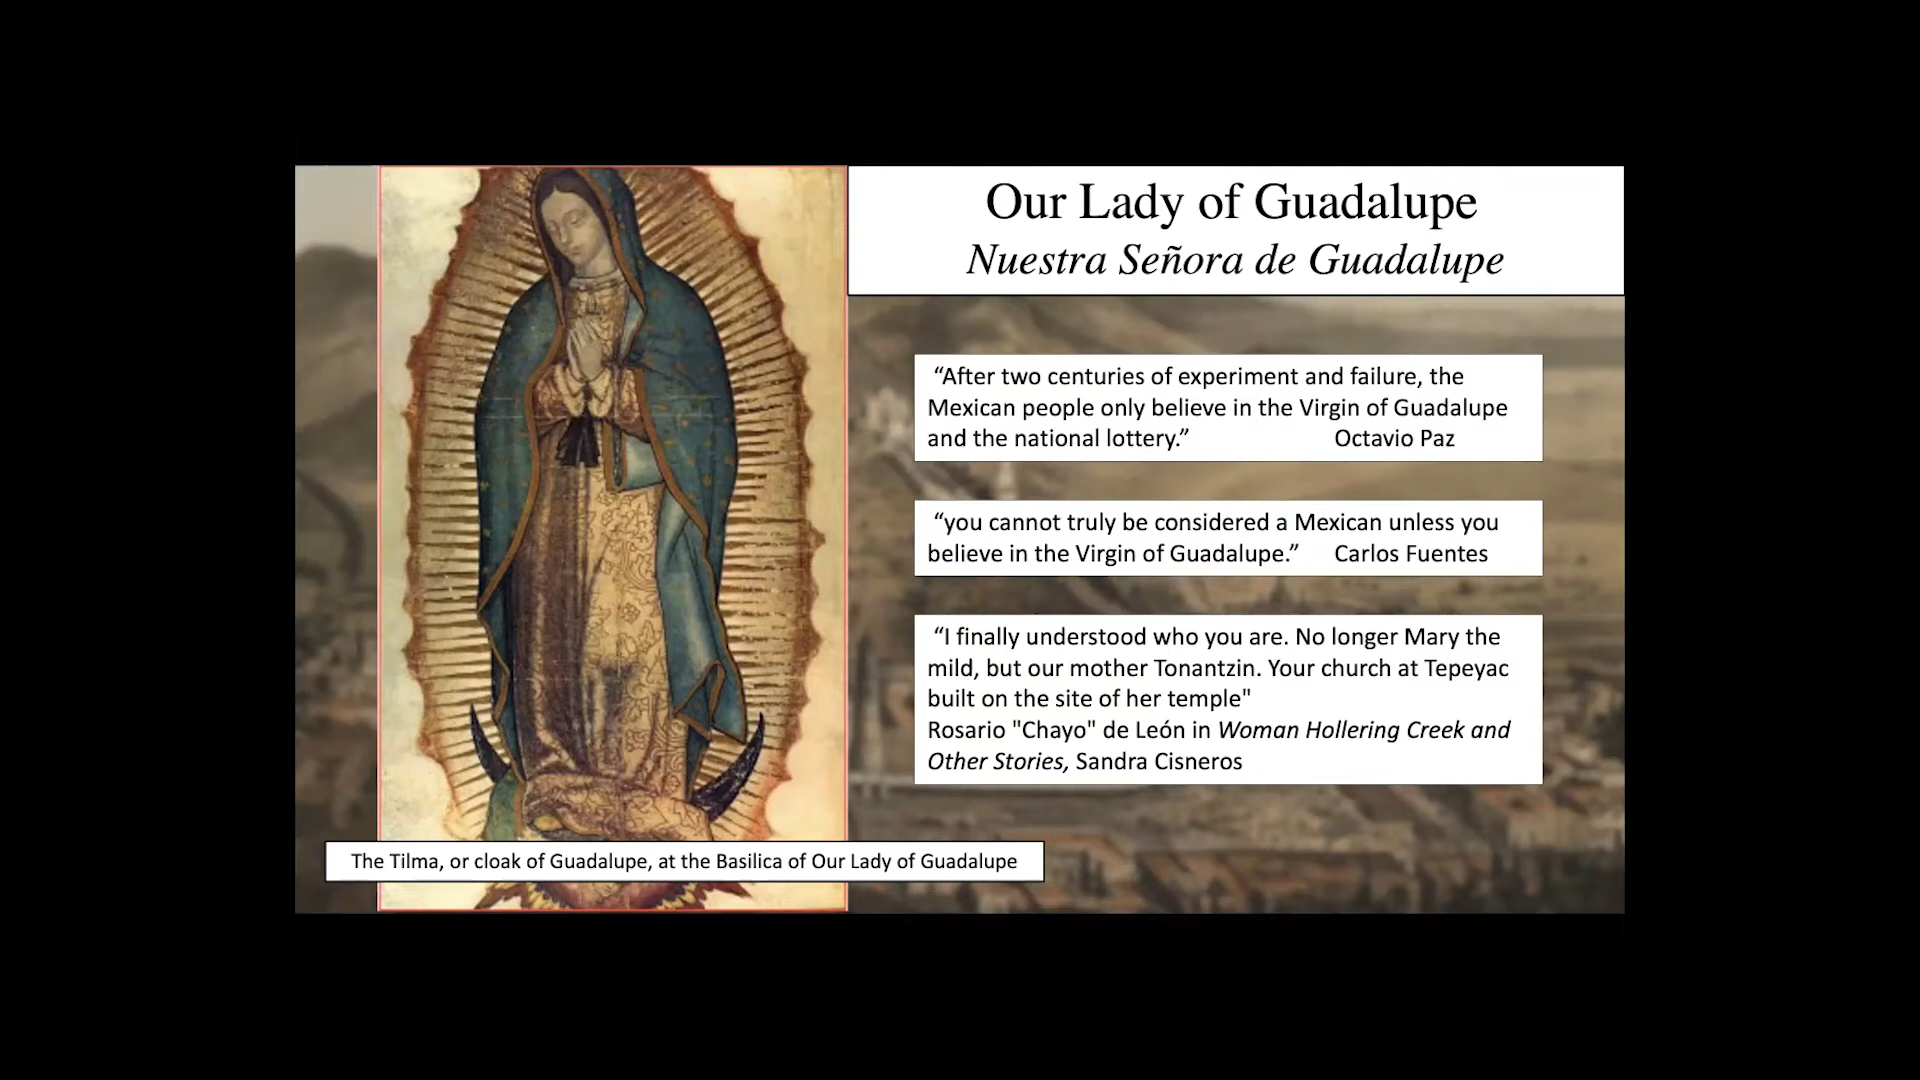 Our Lady of Guadalupe
Nuestra Señora de Guadalupe
“After two centuries of experiment and failure, the
Mexican people only believe in the Virgin of Guadalupe
and the national lottery.” Octavio Paz
“you cannot truly be considered a Mexican unless you
believe in the Virgin of Guadalupe.” Carlos Fuentes
“I finally understood who you are. No longer Mary the
mild, but our mother Tonantzin. Your church at Tepeyac
built on the site of her temple"
Rosario "Chayo" de León in Woman Hollering Creek and
Other Stories, Sandra Cisneros
The Tilma, or cloak of Guadalupe, at the Basilica of Our Lady of Guadalupe